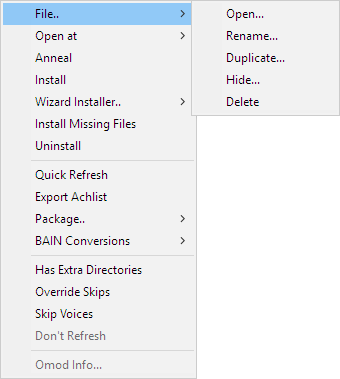 File..
Open at
Anneal
Install
Wizard Installer..
Install Missing Files
Uninstall
Quick Refresh
Export Achlist
Package..
BAIN Conversions
Has Extra Directories
Override Skips
Skip Voices
Don't Refresh
Omod Info...
Open...
Rename...
Duplicate...
Hide...
Delete